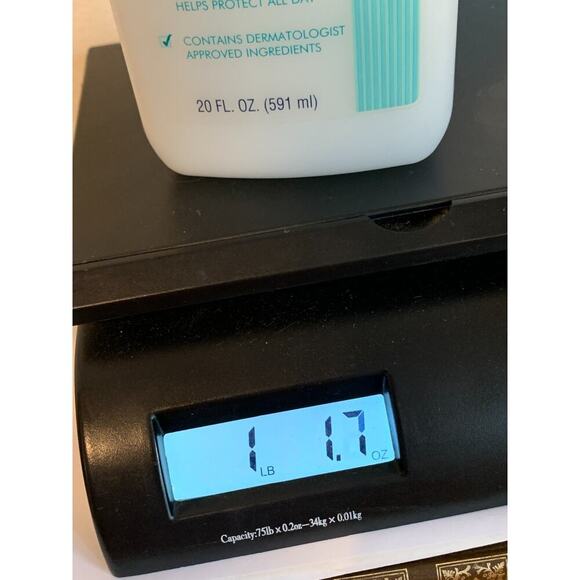 HELPS PROTECT ALL DAY
CONTAINS DERMATOLOGIST
APPROVED INGREDIENTS
20 FL. OZ. (591 ml)
1 LB 1.7 OZ
Capacity:75lb x 0.2oz—34kg x 0.01kg